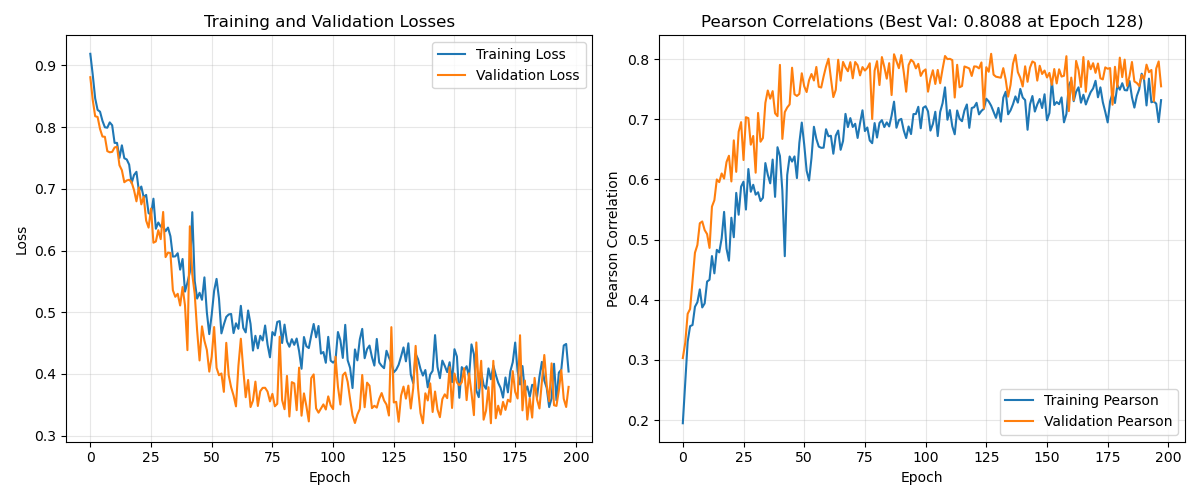 Training and Validation Losses
Training Loss
Validation Loss
Loss
0.9
0.8
0.7
0.6
0.5
0.4
0.3
0 25 50 75 100 125 150 175 200
Epoch
Pearson Correlations (Best Val: 0.8088 at Epoch 128)
Pearson Correlation
0.8
0.7
0.6
0.5
0.4
0.3
0.2
Training Pearson
Validation Pearson
0 25 50 75 100 125 150 175 200
Epoch